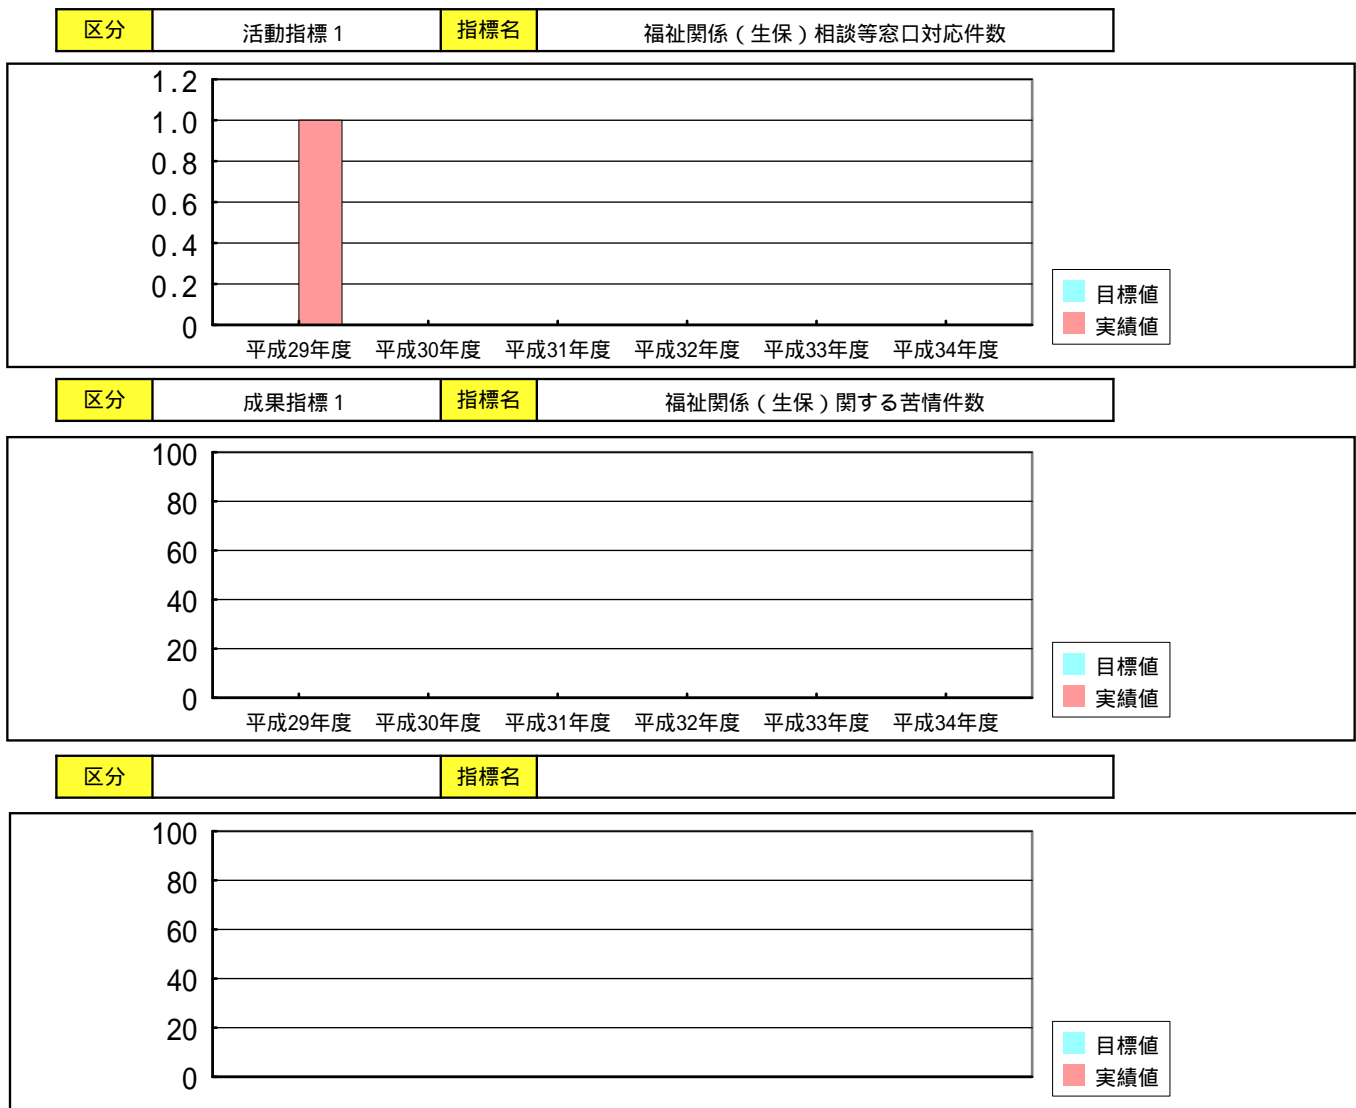 区分 活動指標1 指標名 福祉関係(生保)相談等窓口対応件数
1.2
1.0
0.8
0.6
0.4
0.2
0
平成29年度 平成30年度 平成31年度 平成32年度 平成33年度 平成34年度
目標値
実績値
区分 成果指標1 指標名 福祉関係(生保)関する苦情件数
100
80
60
40
20
0
平成29年度 平成30年度 平成31年度 平成32年度 平成33年度 平成34年度
目標値
実績値
区分 指標名
100
80
60
40
20
0
目標値
実績値